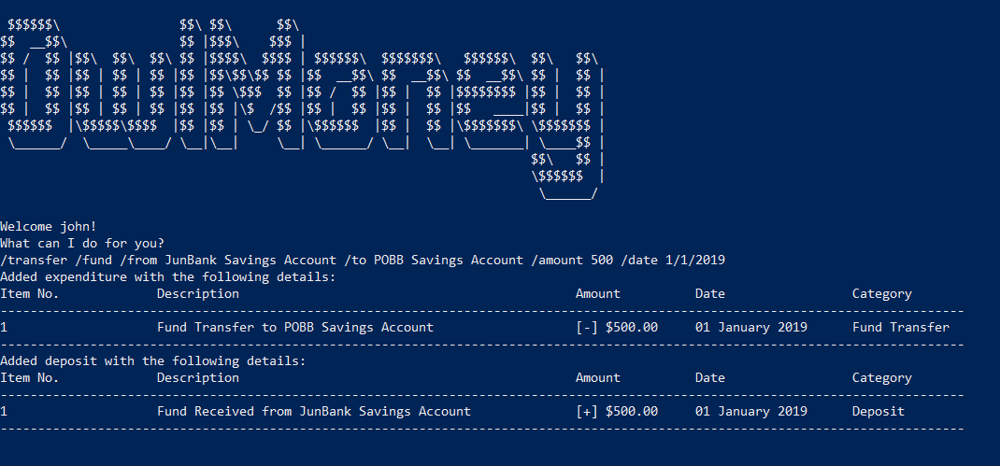 $$$$$$\                $$\ $$\      $$\
$$  __$$\               $$ |$$$\    $$$ |
$$ /  $$ |$$\  $$\  $$\ $$ |$$$$\  $$$$ | $$$$$$\  $$$$$$$\   $$$$$$\  $$\   $$\
$$ |  $$ |$$ | $$ | $$ |$$ |$$\$$\$$ $$ |$$  __$$\ $$  __$$\ $$  __$$\ $$ |  $$ |
$$ |  $$ |$$ | $$ | $$ |$$ |$$ \$$$  $$ |$$ /  $$ |$$ |  $$ |$$$$$$$$ |$$ |  $$ |
$$ |  $$ |$$ | $$ | $$ |$$ |$$ |\$  /$$ |$$ |  $$ |$$ |  $$ |$$   ____|$$ |  $$ |
 $$$$$$  |\$$$$$\$$$$  |$$ |$$ | \_/ $$ |\$$$$$$  |$$ |  $$ |\$$$$$$$\ \$$$$$$$ |
 \______/  \_____\____/ \__|\__|     \__| \______/ \__|  \__| \_______| \____$$ |
                                                                       $$\   $$ |
                                                                       \$$$$$$  |
                                                                        \______/
Welcome john!
What can I do for you?
/transfer /fund /from JunBank Savings Account /to POBB Savings Account /amount 500 /date 1/1/2019
Added expenditure with the following details:
Item No.             Description                                             Amount          Date                 Category
---------------------------------------------------------------------------------------------------------------------------------
1                    Fund Transfer to POBB Savings Account                   [-] $500.00     01 January 2019      Fund Transfer
---------------------------------------------------------------------------------------------------------------------------------
Added deposit with the following details:
Item No.             Description                                             Amount          Date                 Category
---------------------------------------------------------------------------------------------------------------------------------
1                    Fund Received from JunBank Savings Account              [+] $500.00     01 January 2019      Deposit
---------------------------------------------------------------------------------------------------------------------------------